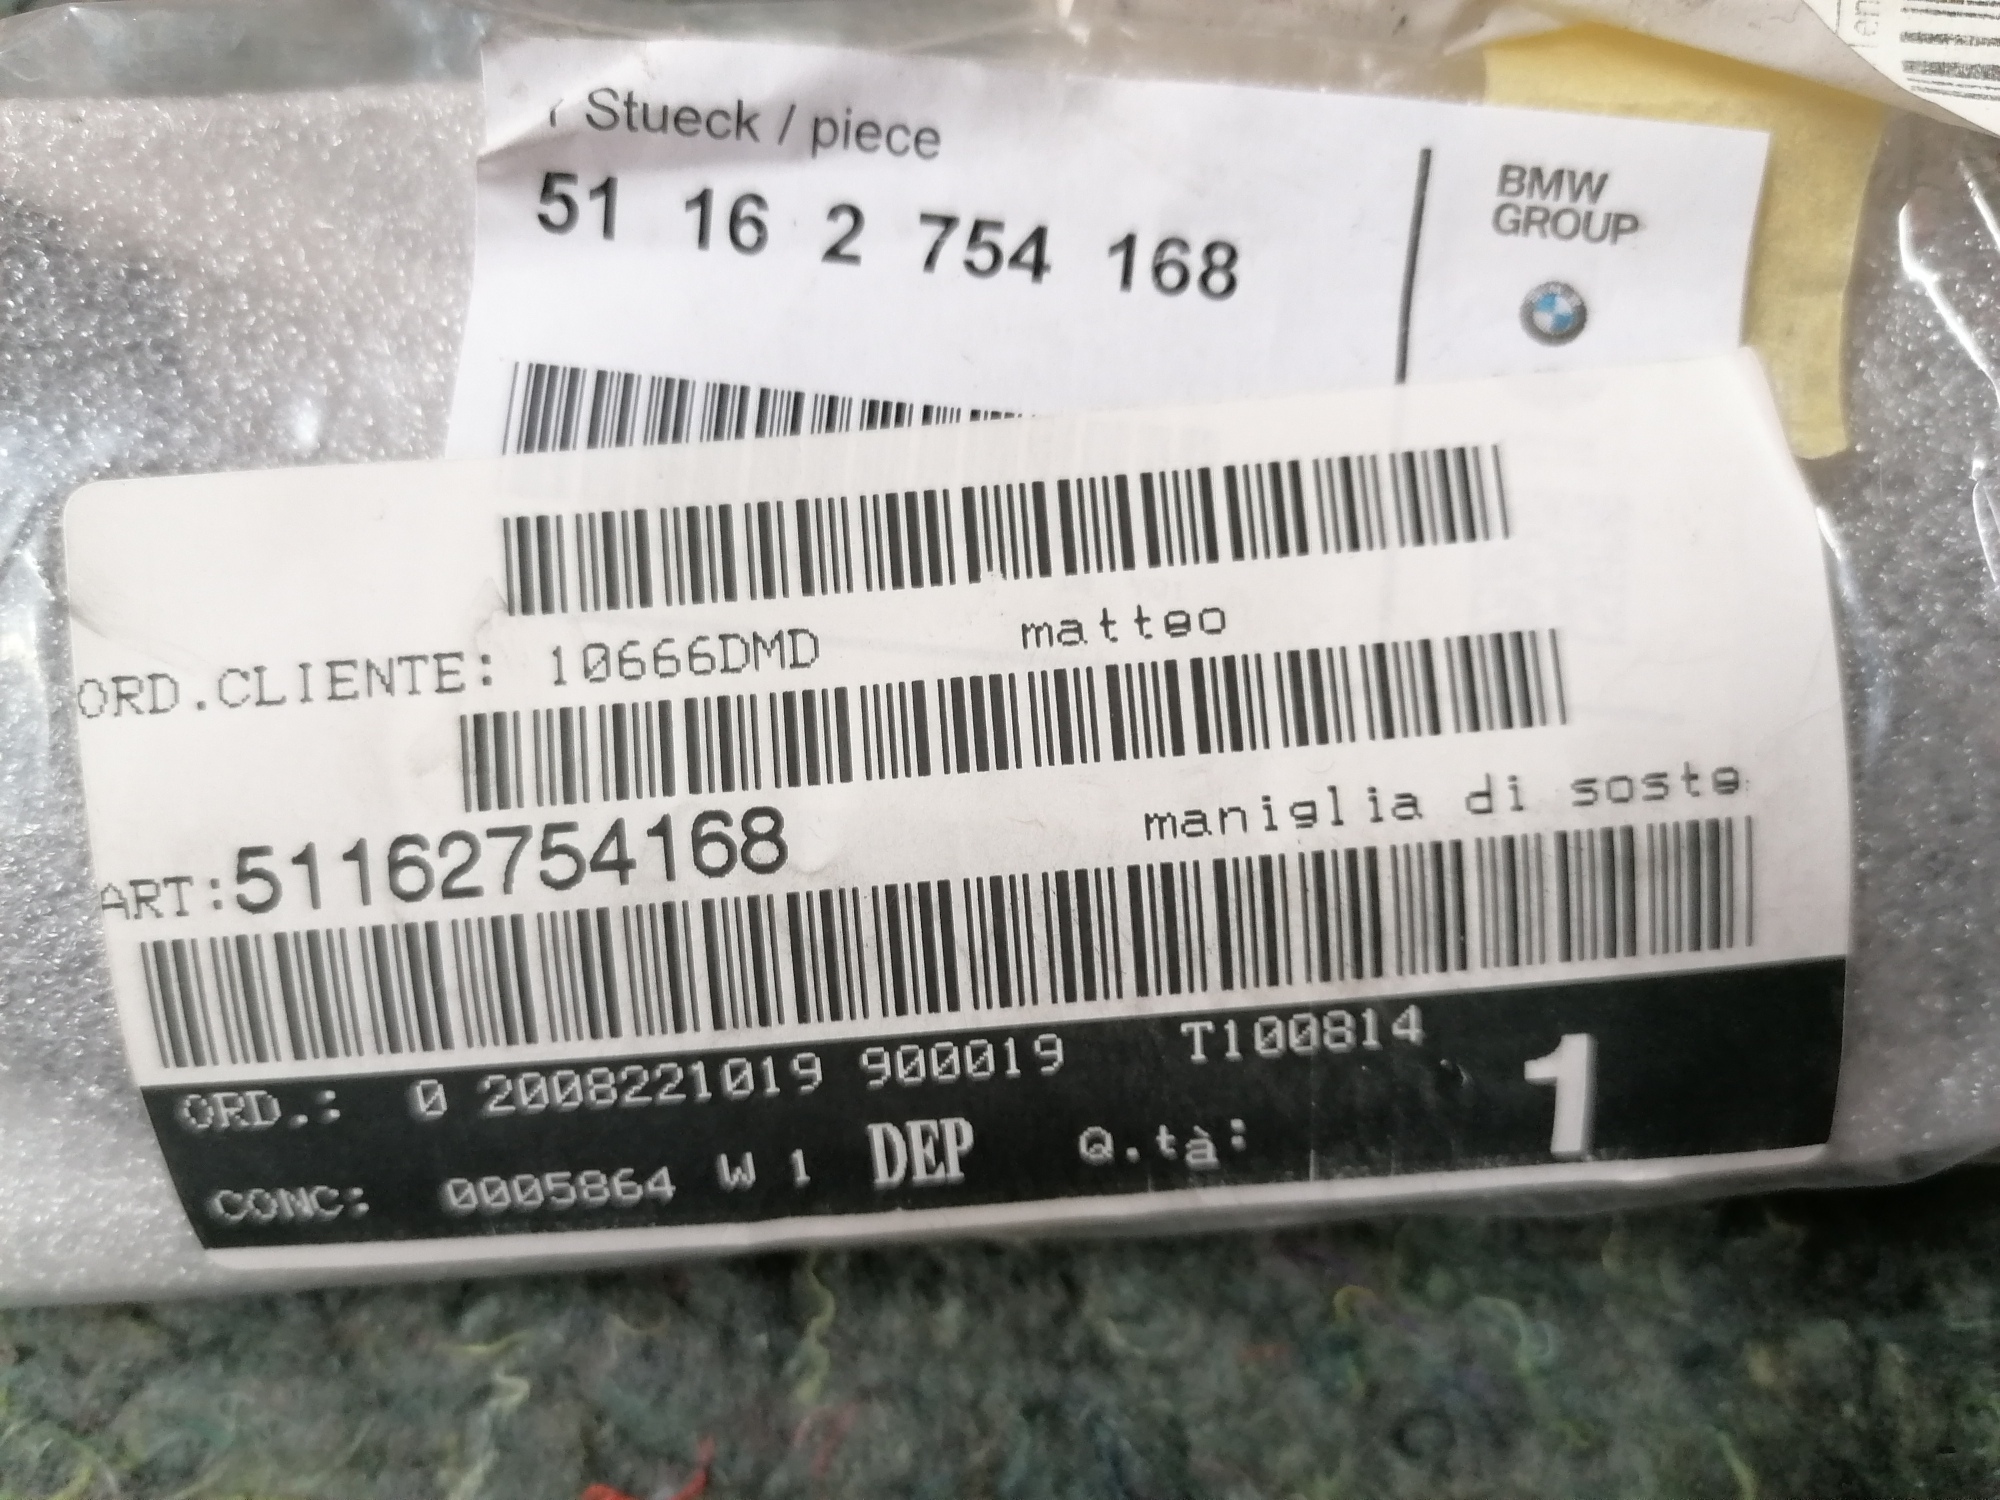 Stueck / piece
51 16 2 754 168
BMW
GROUP
ORD.CLIENTE: 10666DMD matteo
ART:51162754168 maniglia di soste
ORD.: 0 2008221019 900019 T100814
CONC: 0005864 W 1 DEP Q.tà: 1